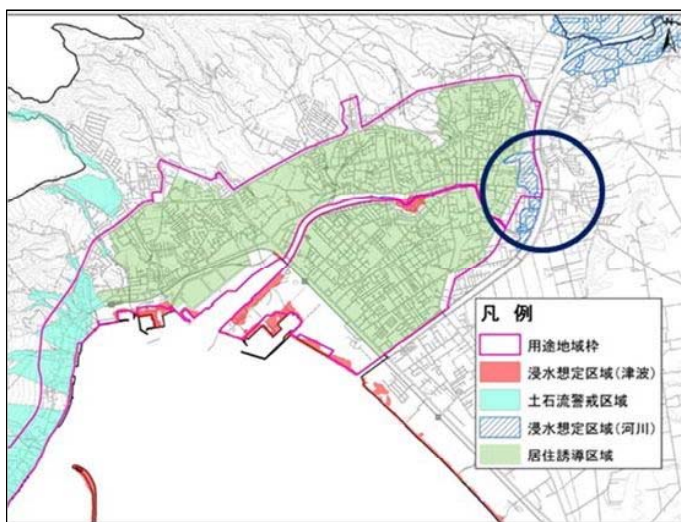 凡 例
用途地域枠
浸水想定区域(津波)
土石流警戒区域
浸水想定区域(河川)
居住誘導区域